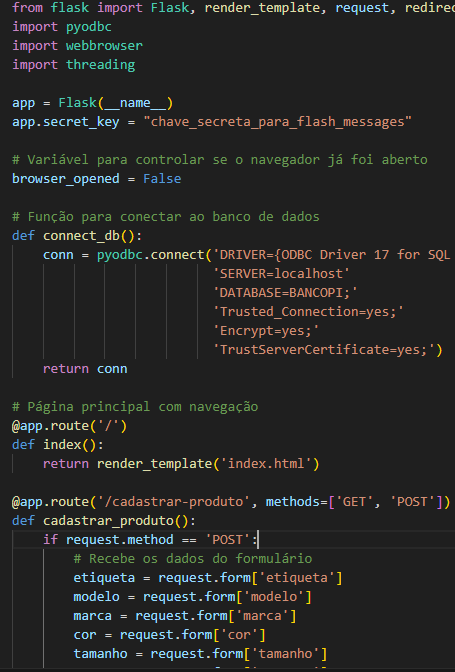 from flask import Flask, render_template, request, redirec
import pyodbc
import webbrowser
import threading
app = Flask(__name__)
app.secret_key = "chave_secreta_para_flash_messages"
# Variável para controlar se o navegador já foi aberto
browser_opened = False
# Função para conectar ao banco de dados
def connect_db():
conn = pyodbc.connect('DRIVER={ODBC Driver 17 for SQL
'SERVER=localhost'
'DATABASE=BANCOPI;'
'Trusted_Connection=yes;'
'Encrypt=yes;'
'TrustServerCertificate=yes;')
return conn
# Página principal com navegação
@app.route('/')
def index():
return render_template('index.html')
@app.route('/cadastrar-produto', methods=['GET', 'POST'])
def cadastrar_produto():
if request.method == 'POST':
# Recebe os dados do formulário
etiqueta = request.form['etiqueta']
modelo = request.form['modelo']
marca = request.form['marca']
cor = request.form['cor']
tamanho = request.form['tamanho']